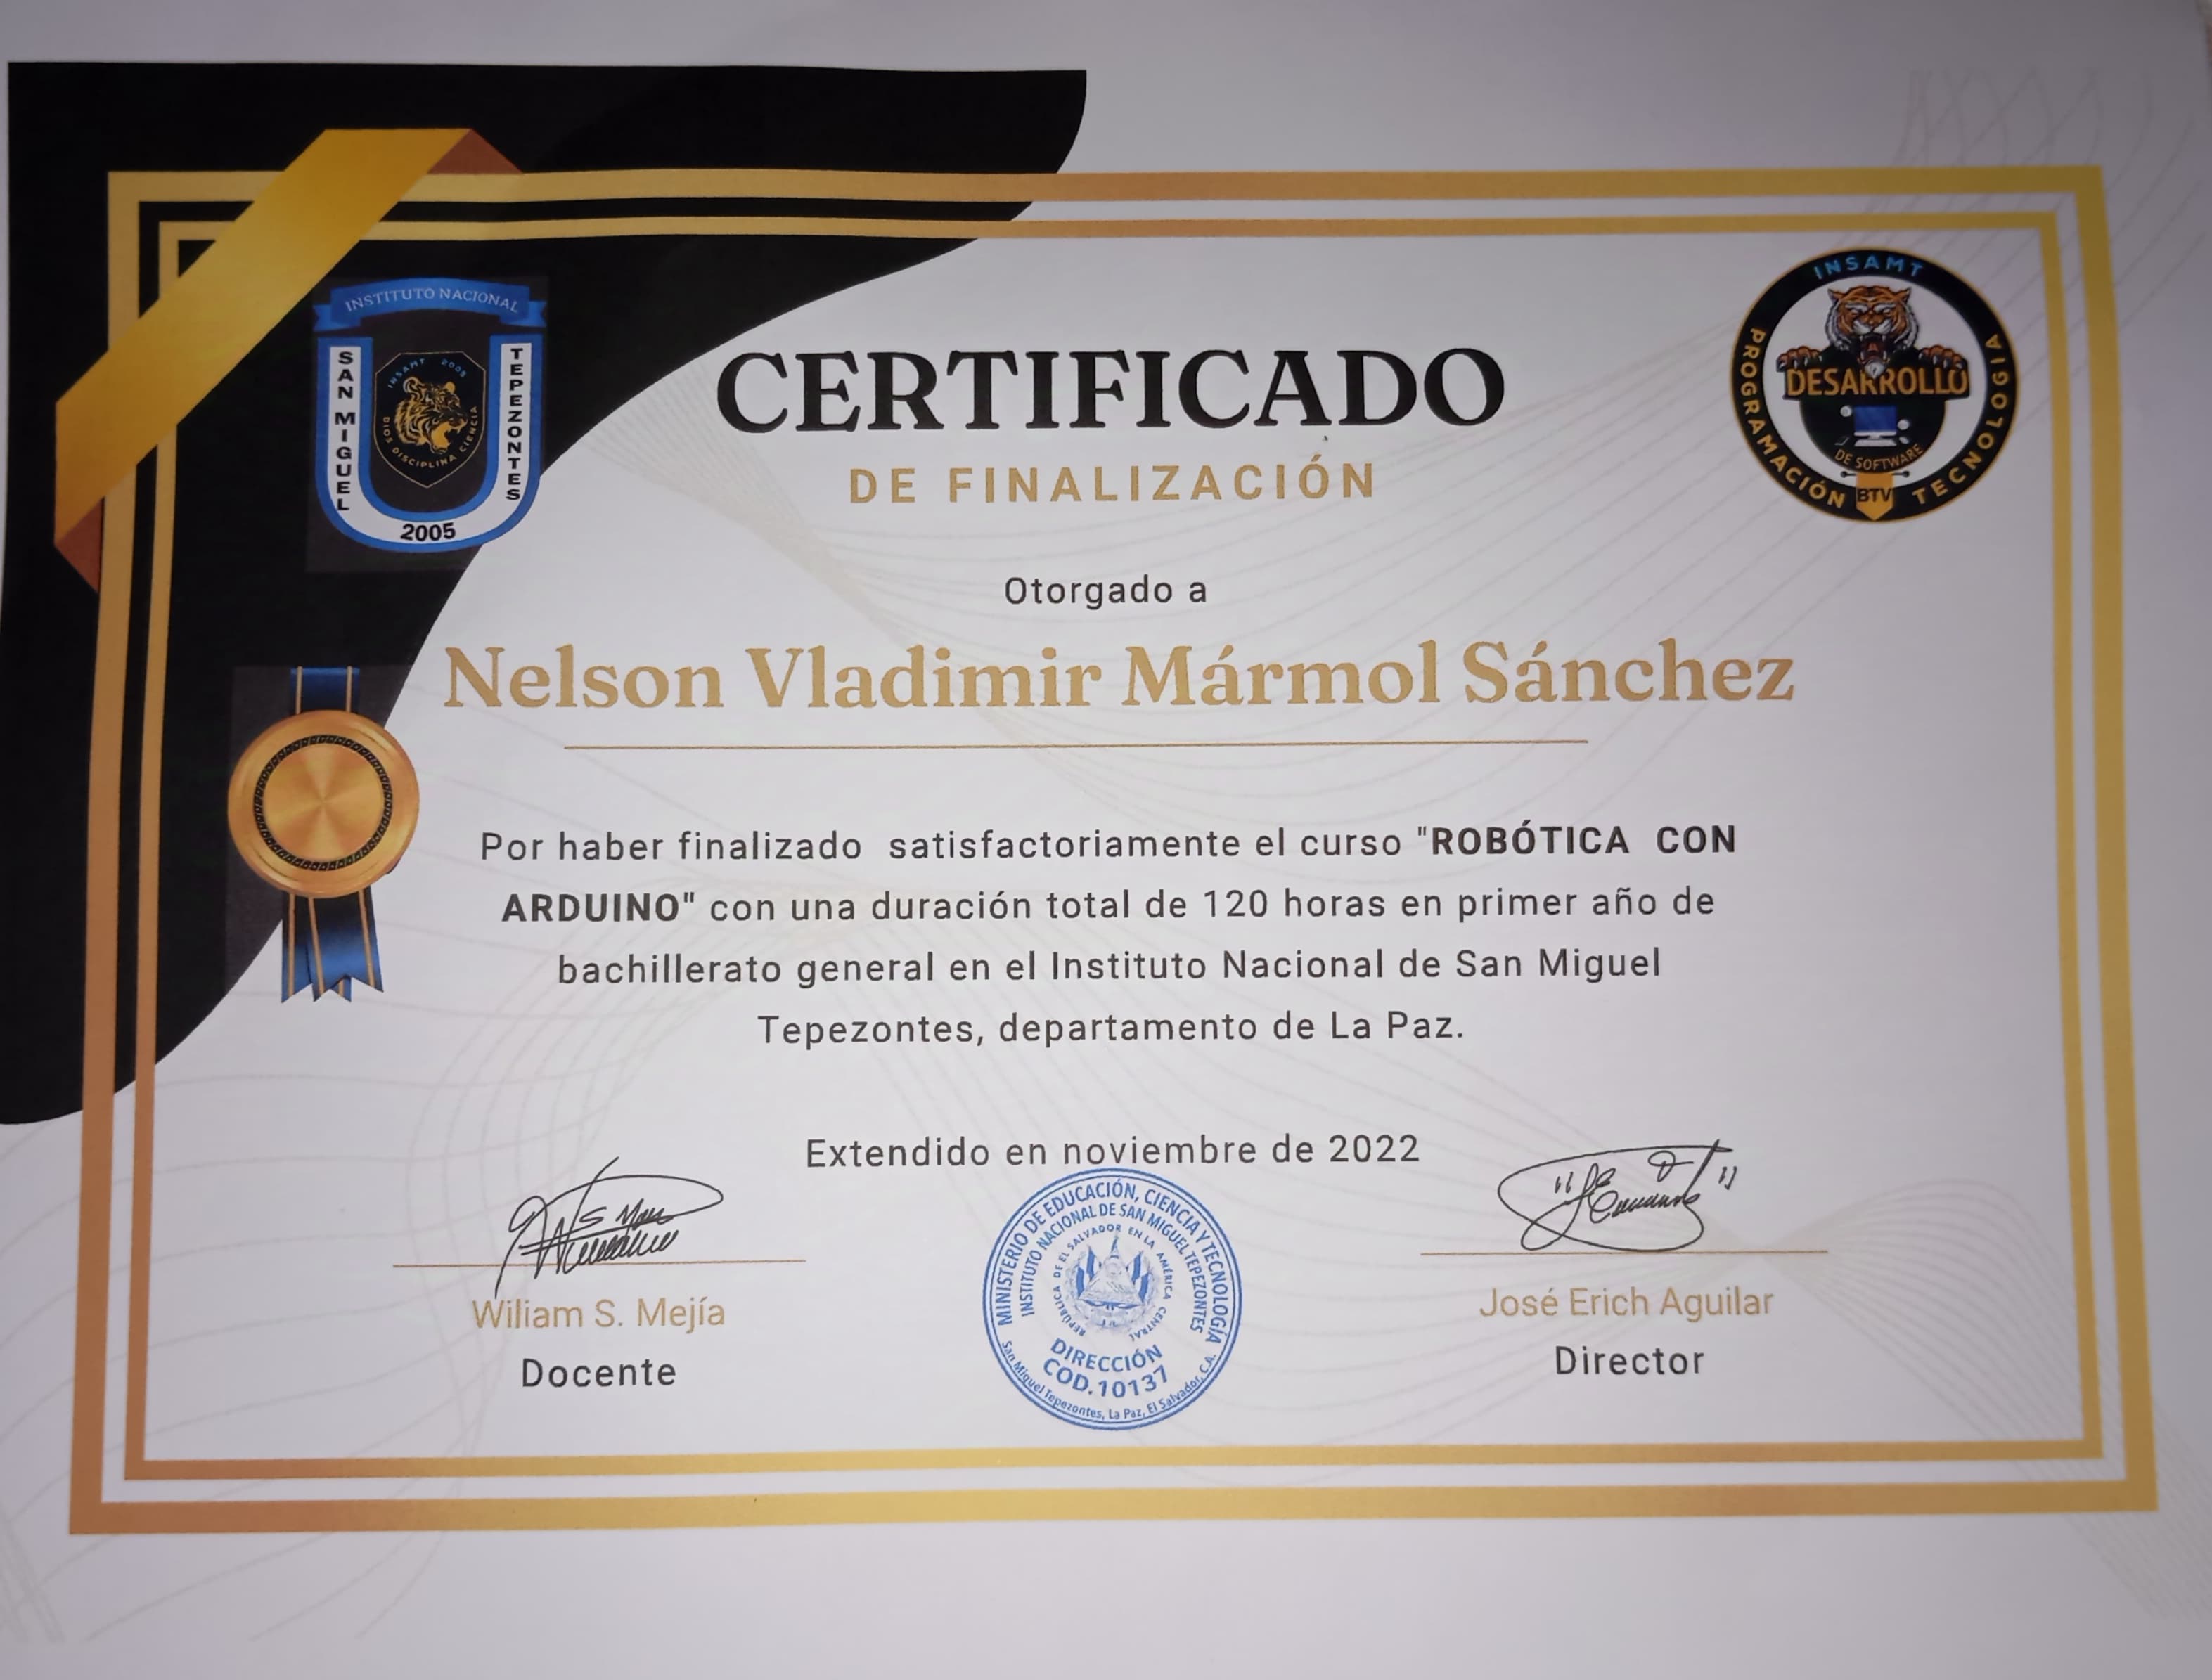 INSTITUTO NACIONAL
SAN MIGUEL
TEPEZONTES
INSAMT 2005
DIOS DISCIPLINA CIENCIA
2005
INSAMT
PROGRAMACIÓN
TECNOLOGIA
DESARROLLO
DE SOFTWARE
BTV
CERTIFICADO
DE FINALIZACIÓN
Otorgado a
Nelson Vladimir Mármol Sánchez
Por haber finalizado satisfactoriamente el curso "ROBÓTICA CON
ARDUINO" con una duración total de 120 horas en primer año de
bachillerato general en el Instituto Nacional de San Miguel
Tepezontes, departamento de La Paz.
Extendido en noviembre de 2022
MINISTERIO DE EDUCACIÓN, CIENCIA Y TECNOLOGÍA
INSTITUTO NACIONAL DE SAN MIGUEL TEPEZONTES
REPÚBLICA DE EL SALVADOR EN LA AMÉRICA CENTRAL
DIRECCIÓN
COD.10137
San Miguel Tepezontes, La Paz, El Salvador, C.A.
Wiliam S. Mejía
Docente
José Erich Aguilar
Director